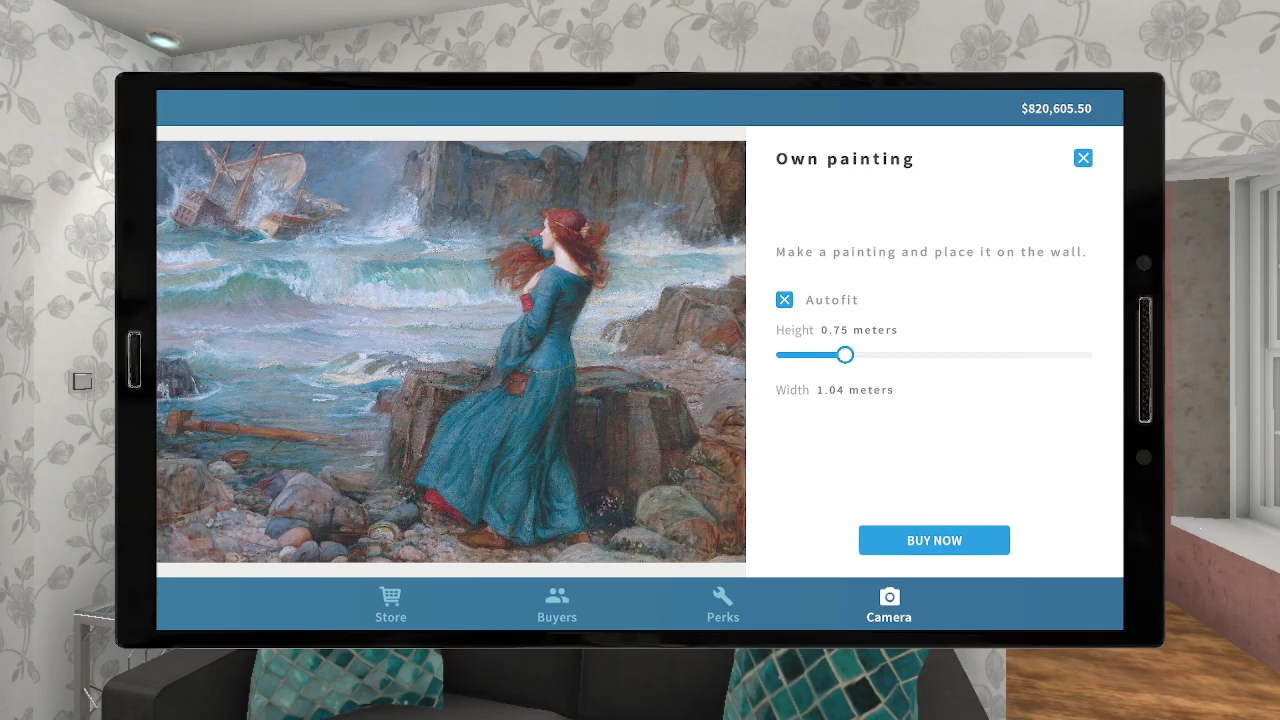 $820,605.50
Own painting
Make a painting and place it on the wall.
Autofit
Height 0.75 meters
Width 1.04 meters
BUY NOW
Store
Buyers
Perks
Camera